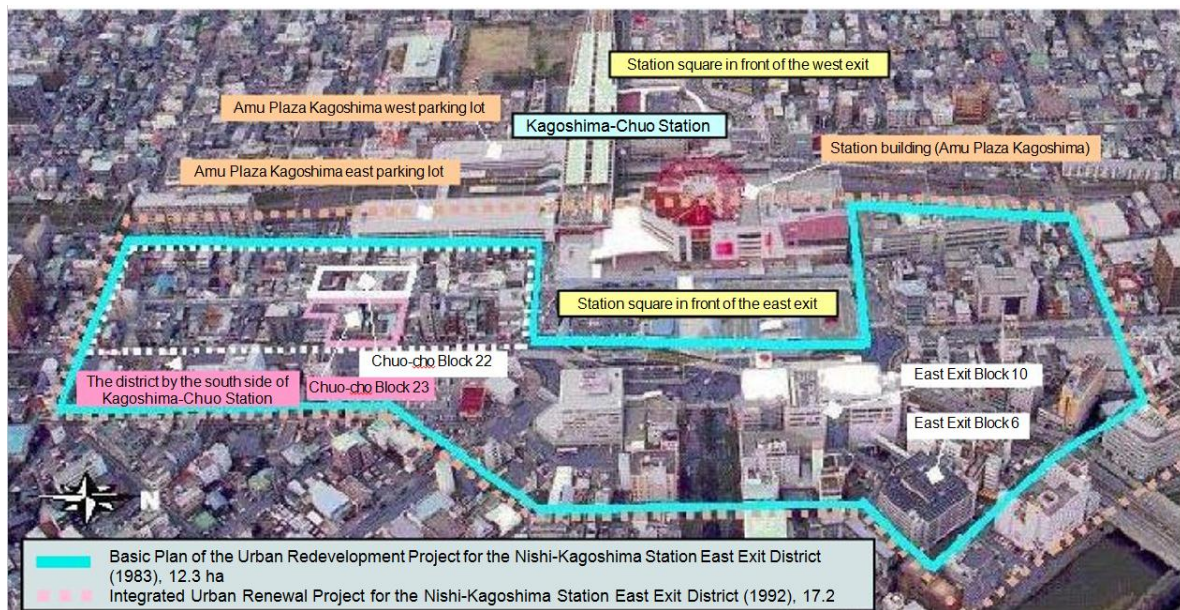 Station square in front of the west exit
Amu Plaza Kagoshima west parking lot
Kagoshima-Chuo Station
Station building (Amu Plaza Kagoshima)
Amu Plaza Kagoshima east parking lot
Station square in front of the east exit
Chuo-cho Block 22
East Exit Block 10
The district by the south side of
Kagoshima-Chuo Station
Chuo-cho Block 23
East Exit Block 6
N
Basic Plan of the Urban Redevelopment Project for the Nishi-Kagoshima Station East Exit District
(1983), 12.3 ha
Integrated Urban Renewal Project for the Nishi-Kagoshima Station East Exit District (1992), 17.2